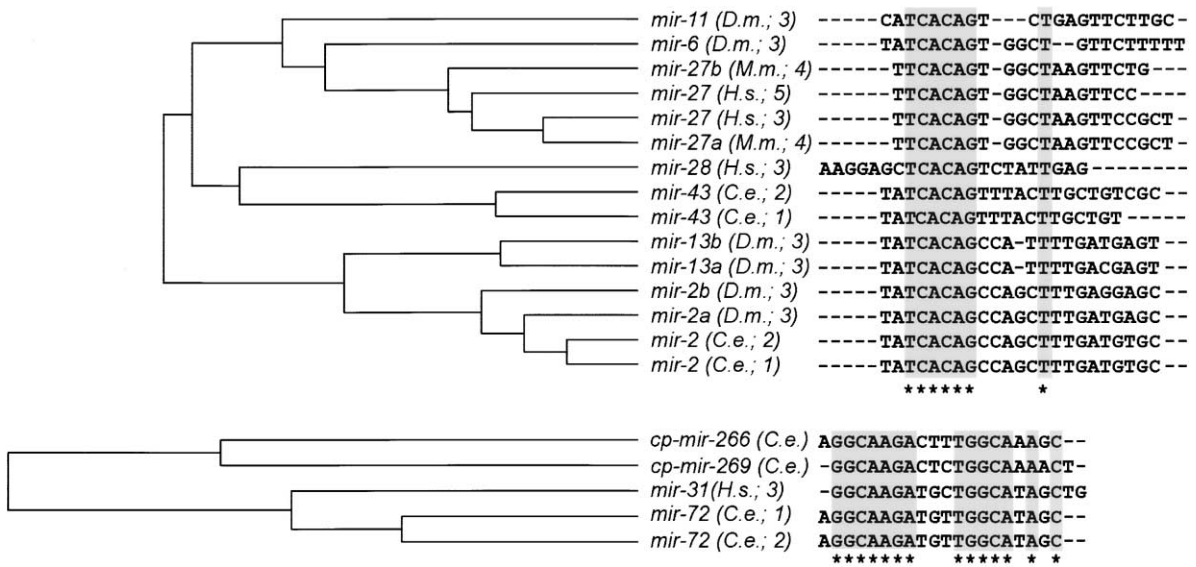 mir-11 (D.m.; 3) -----CATCACAGT---CTGAGTTCTTGC-
mir-6 (D.m.; 3) -----TATCACAGT-GGCT--GTTCTTTTT
mir-27b (M.m.; 4) ------TTCACAGT-GGCTAAGTTCTG---
mir-27 (H.s.; 5) ------TTCACAGT-GGCTAAGTTCC----
mir-27 (H.s.; 3) ------TTCACAGT-GGCTAAGTTCCGCT-
mir-27a (M.m.; 4) ------TTCACAGT-GGCTAAGTTCCGCT-
mir-28 (H.s.; 3) AAGGAGCTCACAGTCTATTGAG--------
mir-43 (C.e.; 2) -----TATCACAGTTTACTTGCTGTCGC--
mir-43 (C.e.; 1) -----TATCACAGTTTACTTGCTGT-----
mir-13b (D.m.; 3) -----TATCACAGCCA-TTTTGATGAGT--
mir-13a (D.m.; 3) -----TATCACAGCCA-TTTTGACGAGT--
mir-2b (D.m.; 3) -----TATCACAGCCAGCTTTGAGGAGC--
mir-2a (D.m.; 3) -----TATCACAGCCAGCTTTGATGAGC--
mir-2 (C.e.; 2) -----TATCACAGCCAGCTTTGATGTGC--
mir-2 (C.e.; 1) -----TATCACAGCCAGCTTTGATGTGC--
****** *
cp-mir-266 (C.e.) AGGCAAGACTTTGGCAAAGC--
cp-mir-269 (C.e.) -GGCAAGACTCTGGCAAAACT-
mir-31(H.s.; 3) -GGCAAGATGCTGGCATAGCTG
mir-72 (C.e.; 1) AGGCAAGATGTTGGCATAGC--
mir-72 (C.e.; 2) AGGCAAGATGTTGGCATAGC--
******* ***** * *